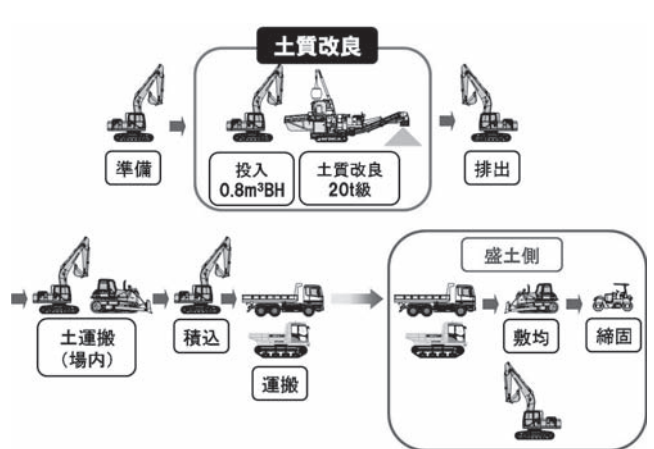 土質改良
準備
投入
0.8m³BH
土質改良
20t級
排出
土運搬
(場内)
積込
運搬
盛土側
敷均
締固